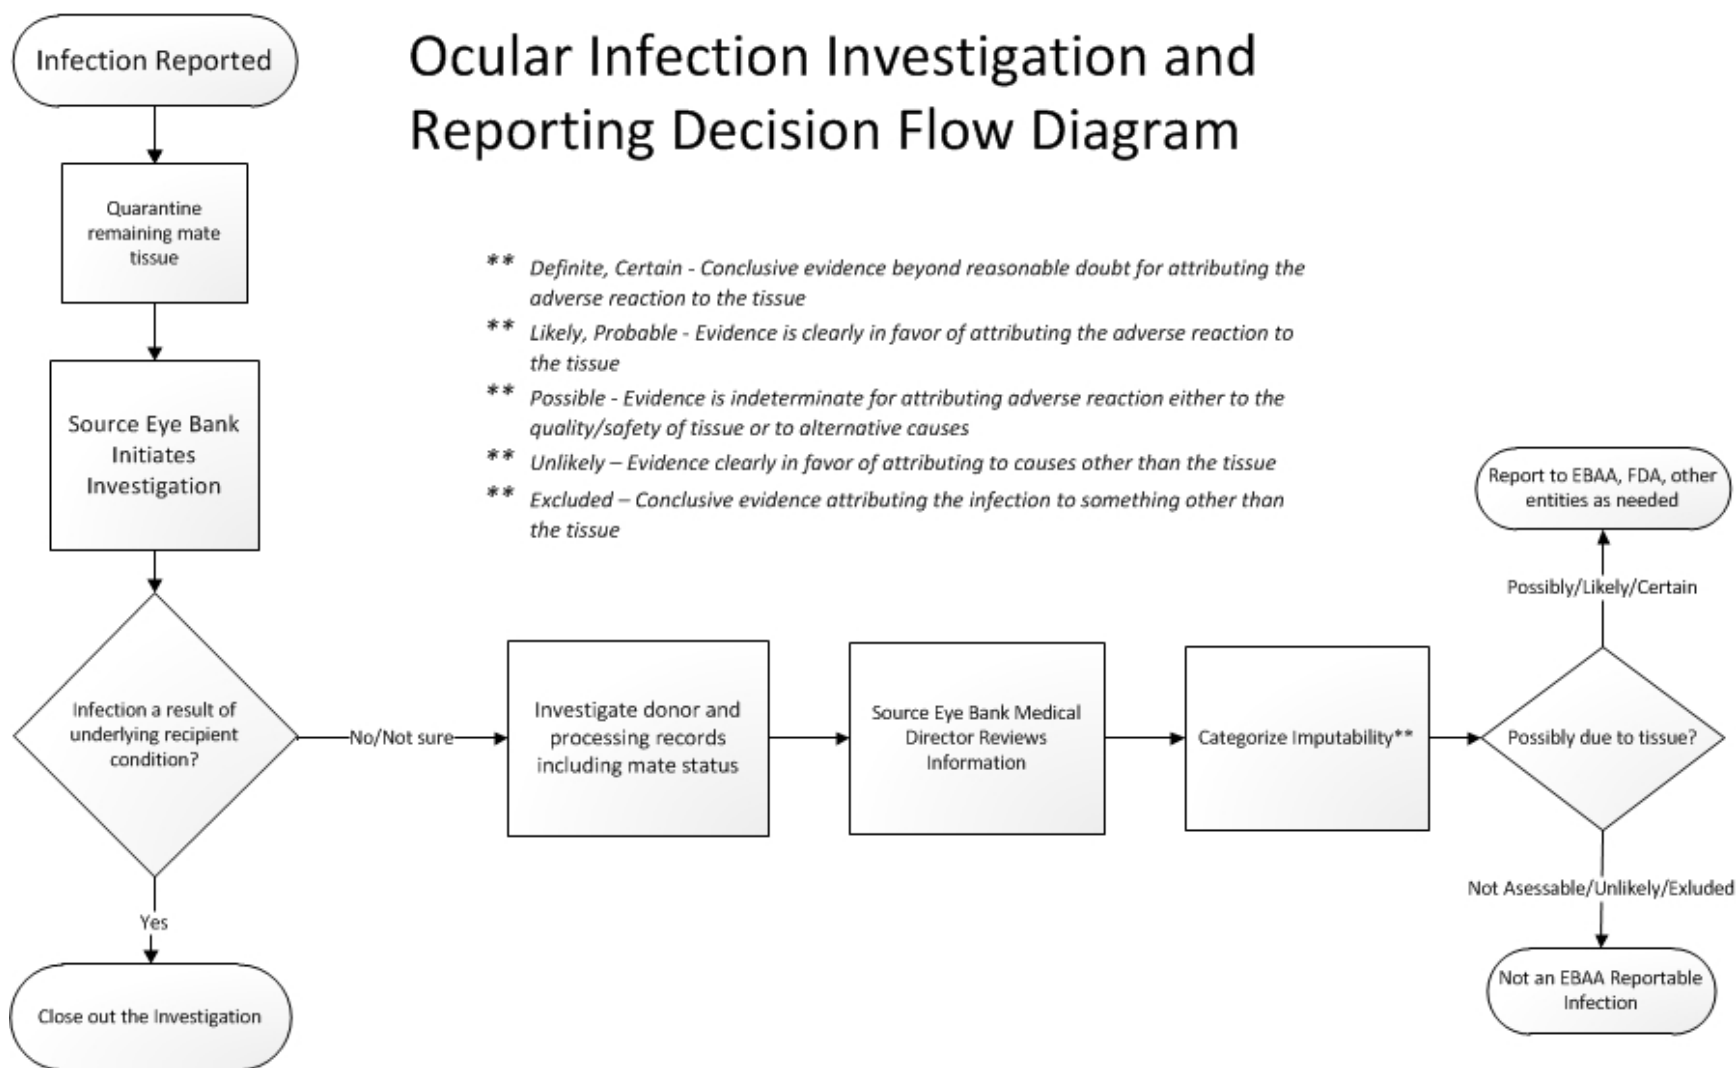 Infection Reported
Ocular Infection Investigation and
Reporting Decision Flow Diagram
Quarantine
remaining mate
tissue
Source Eye Bank
Initiates
Investigation
** Definite, Certain - Conclusive evidence beyond reasonable doubt for attributing the
adverse reaction to the tissue
** Likely, Probable - Evidence is clearly in favor of attributing the adverse reaction to
the tissue
** Possible - Evidence is indeterminate for attributing adverse reaction either to the
quality/safety of tissue or to alternative causes
** Unlikely – Evidence clearly in favor of attributing to causes other than the tissue
** Excluded – Conclusive evidence attributing the infection to something other than
the tissue
Infection a result of
underlying recipient
condition?
No/Not sure
Investigate donor and
processing records
including mate status
Source Eye Bank Medical
Director Reviews
Information
Categorize Imputability**
Possibly due to tissue?
Possibly/Likely/Certain
Report to EBAA, FDA, other
entities as needed
Not Asessable/Unlikely/Exluded
Not an EBAA Reportable
Infection
Yes
Close out the Investigation